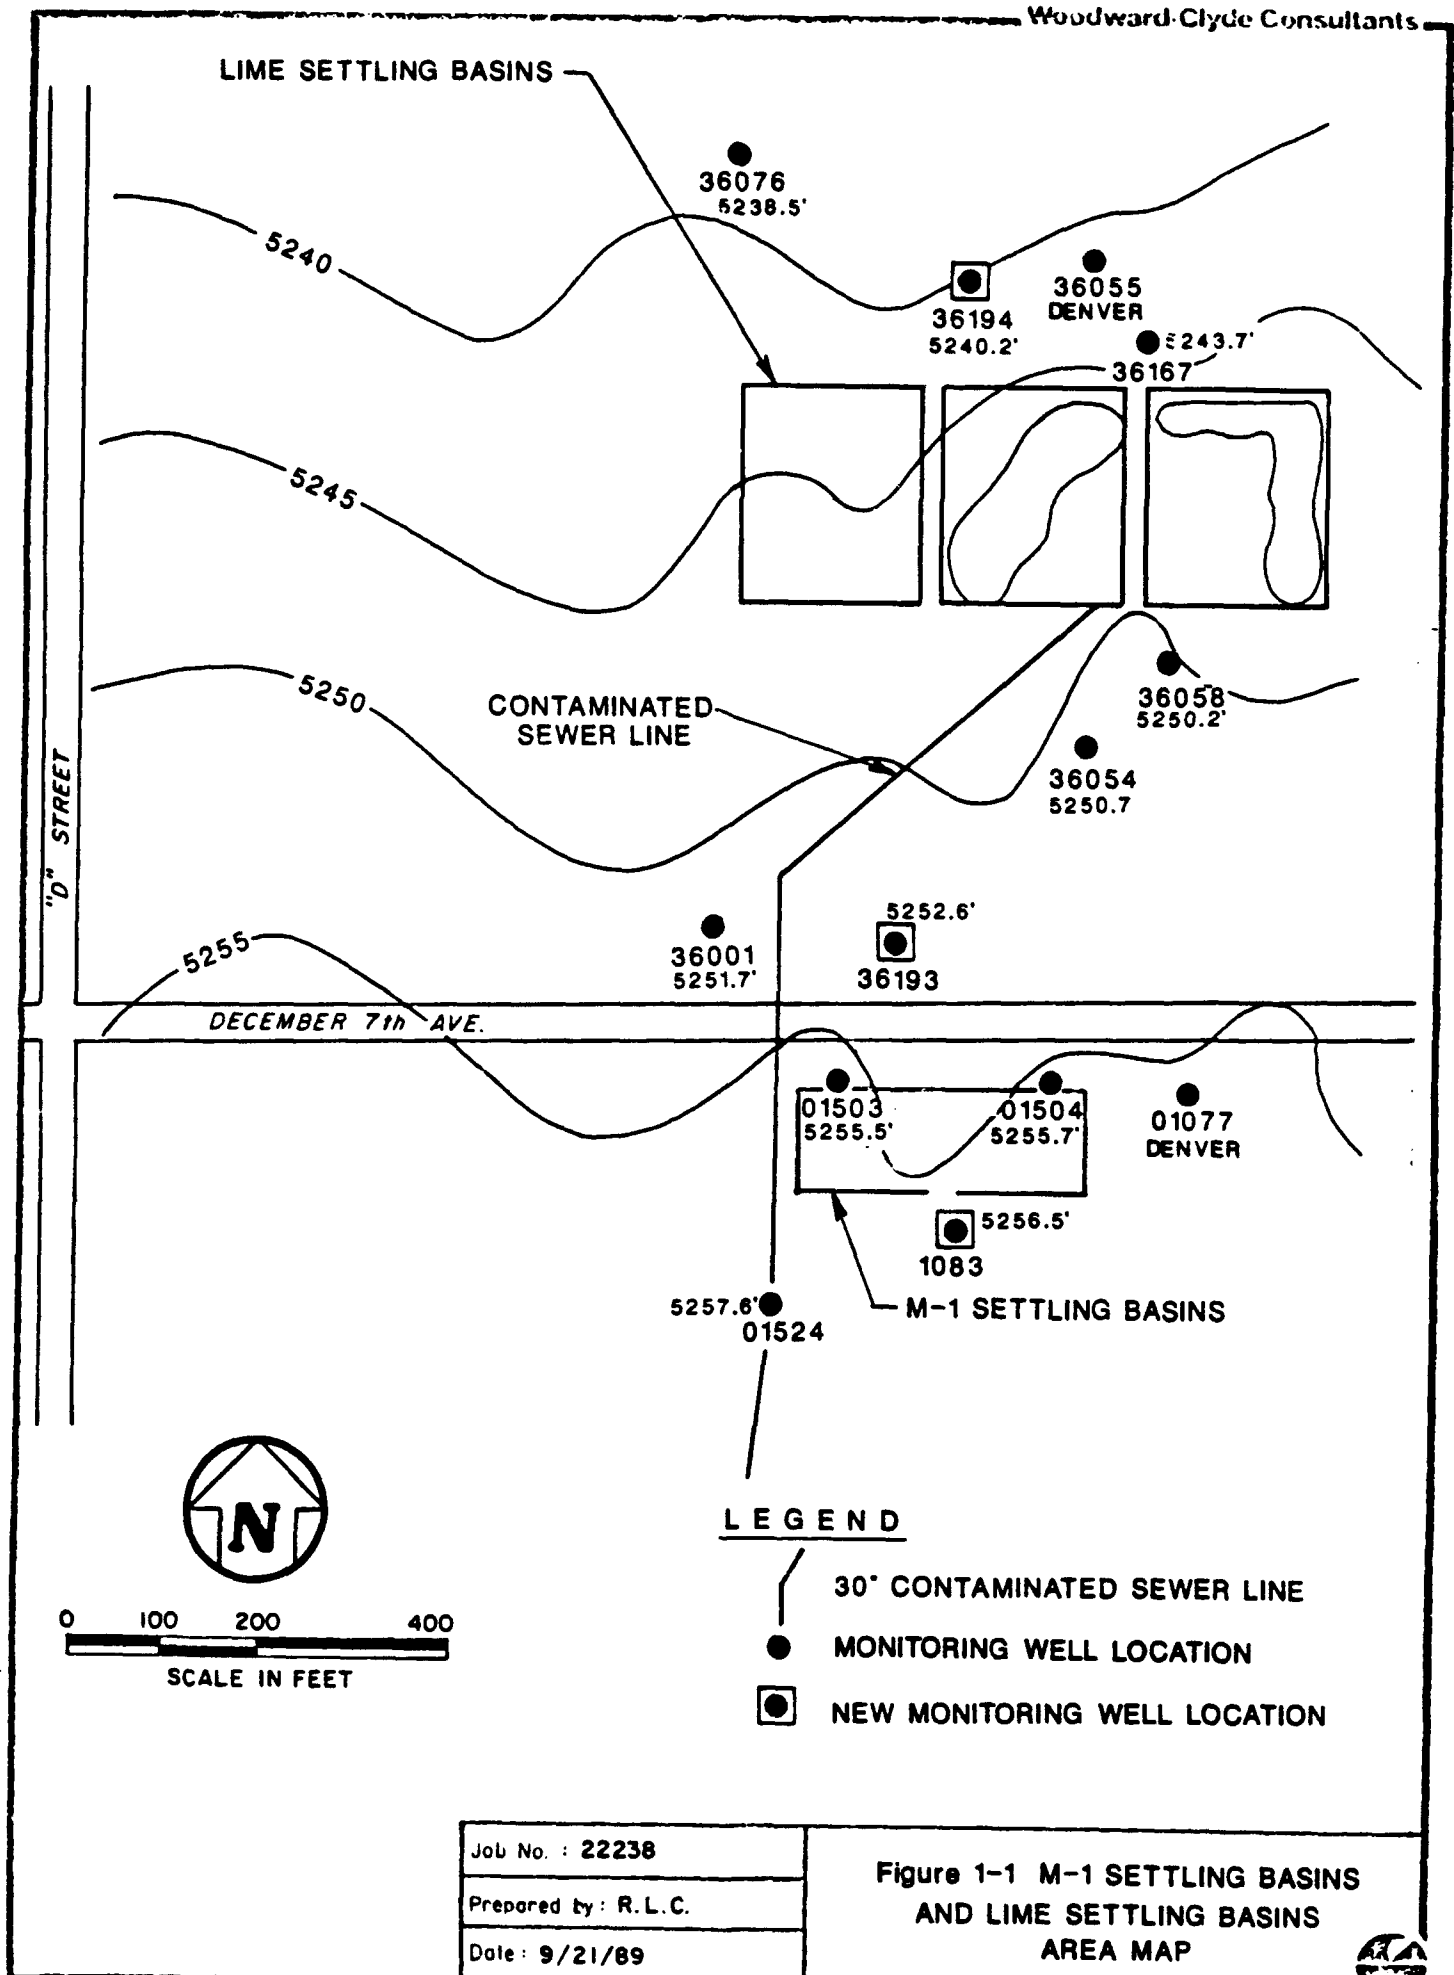 Woodward-Clyde Consultants
LIME SETTLING BASINS
36076
5238.5'
5240
36194
5240.2'
36055
DENVER
5243.7'
36167
5245
5250
CONTAMINATED
SEWER LINE
36058
5250.2'
36054
5250.7
"D" STREET
5252.6'
36193
36001
5251.7'
5255
DECEMBER 7th AVE.
01503
5255.5'
01504
5255.7'
01077
DENVER
5256.5'
1083
M-1 SETTLING BASINS
5257.6'
01524
N
0 100 200 400
SCALE IN FEET
LEGEND
30" CONTAMINATED SEWER LINE
MONITORING WELL LOCATION
NEW MONITORING WELL LOCATION
Job No. : 22238
Prepared by : R.L.C.
Date : 9/21/89
Figure 1-1 M-1 SETTLING BASINS
AND LIME SETTLING BASINS
AREA MAP